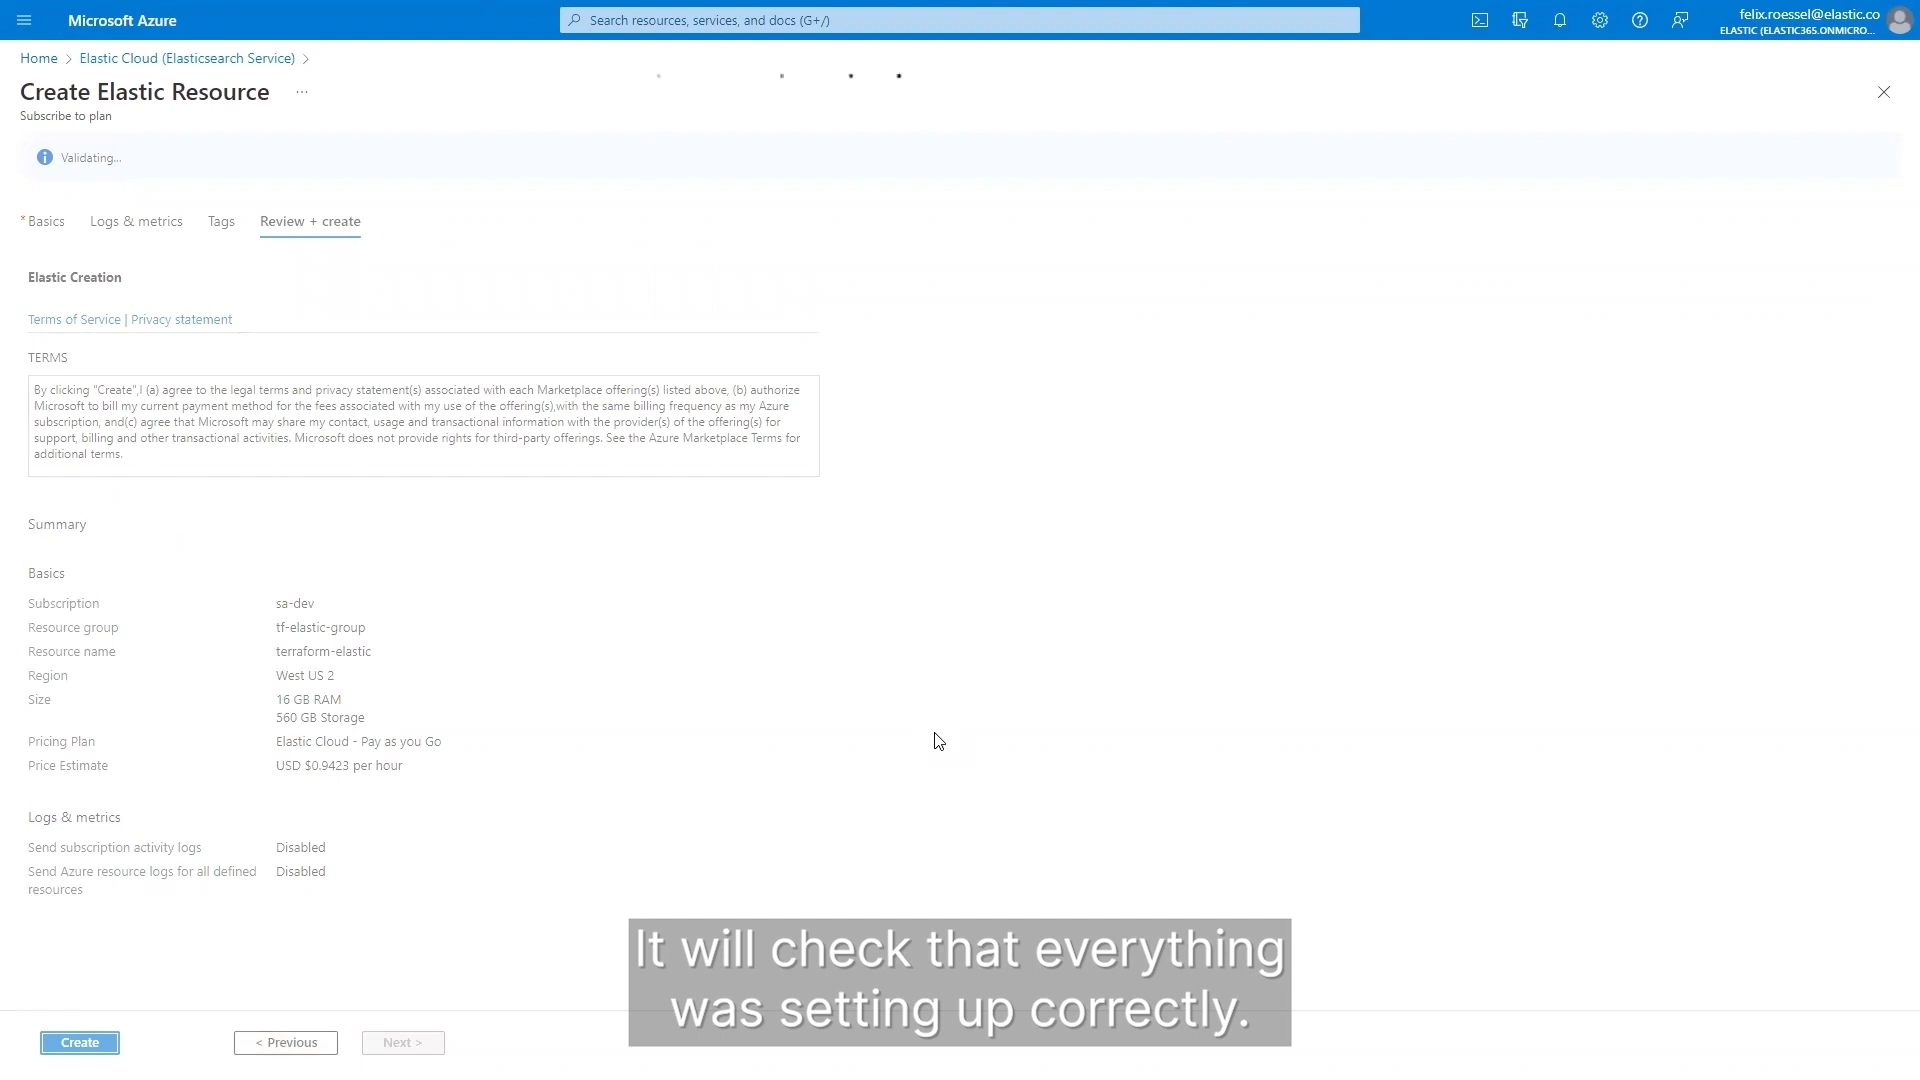 Microsoft Azure
Search resources, services, and docs (G+/)
felix.roessel@elastic.co
ELASTIC (ELASTIC365.ONMICRO...
Home > Elastic Cloud (Elasticsearch Service) >
Create Elastic Resource ...
Subscribe to plan
Validating...
* Basics Logs & metrics Tags Review + create
Elastic Creation
Terms of Service | Privacy statement
TERMS
By clicking "Create",I (a) agree to the legal terms and privacy statement(s) associated with each Marketplace offering(s) listed above, (b) authorize
Microsoft to bill my current payment method for the fees associated with my use of the offering(s),with the same billing frequency as my Azure
subscription, and(c) agree that Microsoft may share my contact, usage and transactional information with the provider(s) of the offering(s) for
support, billing and other transactional activities. Microsoft does not provide rights for third-party offerings. See the Azure Marketplace Terms for
additional terms.
Summary
Basics
Subscription sa-dev
Resource group tf-elastic-group
Resource name terraform-elastic
Region West US 2
Size 16 GB RAM
560 GB Storage
Pricing Plan Elastic Cloud - Pay as you Go
Price Estimate USD $0.9423 per hour
Logs & metrics
Send subscription activity logs Disabled
Send Azure resource logs for all defined Disabled
resources
It will check that everything
was setting up correctly.
Create < Previous Next >